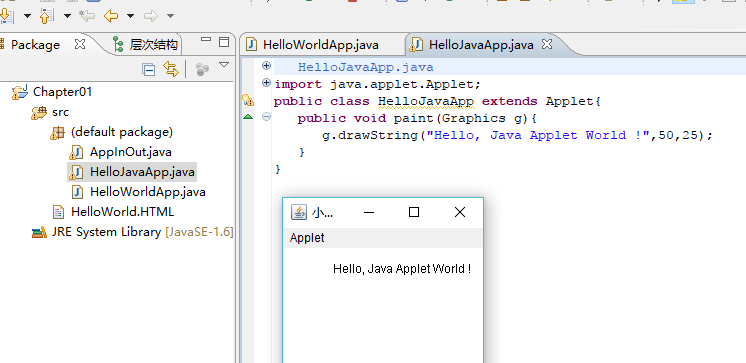 Package
层次结构
Chapter01
src
(default package)
AppInOut.java
HelloJavaApp.java
HelloWorldApp.java
HelloWorld.HTML
JRE System Library [JavaSE-1.6]
HelloWorldApp.java
HelloJavaApp.java
HelloJavaApp.java
import java.applet.Applet;
public class HelloJavaApp extends Applet{
public void paint(Graphics g){
g.drawString("Hello, Java Applet World !",50,25);
}
}
小...
Applet
Hello, Java Applet World !